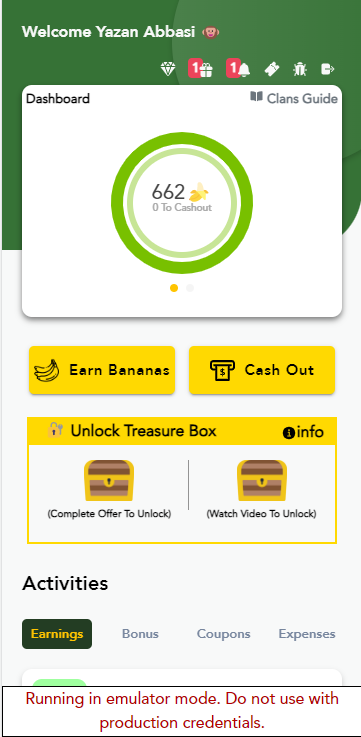 Welcome Yazan Abbasi
1 1
Dashboard Clans Guide
662
0 To Cashout
Earn Bananas Cash Out
Unlock Treasure Box info
(Complete Offer To Unlock) (Watch Video To Unlock)
Activities
Earnings Bonus Coupons Expenses
Running in emulator mode. Do not use with
production credentials.